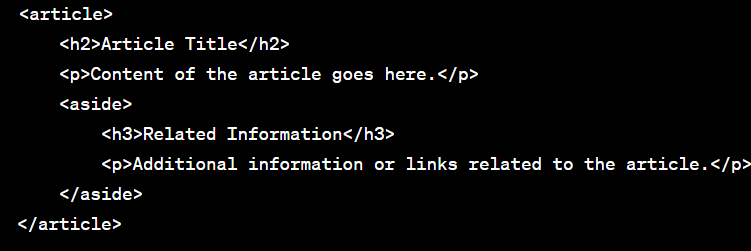 <article>
<h2>Article Title</h2>
<p>Content of the article goes here.</p>
<aside>
<h3>Related Information</h3>
<p>Additional information or links related to the article.</p>
</aside>
</article>